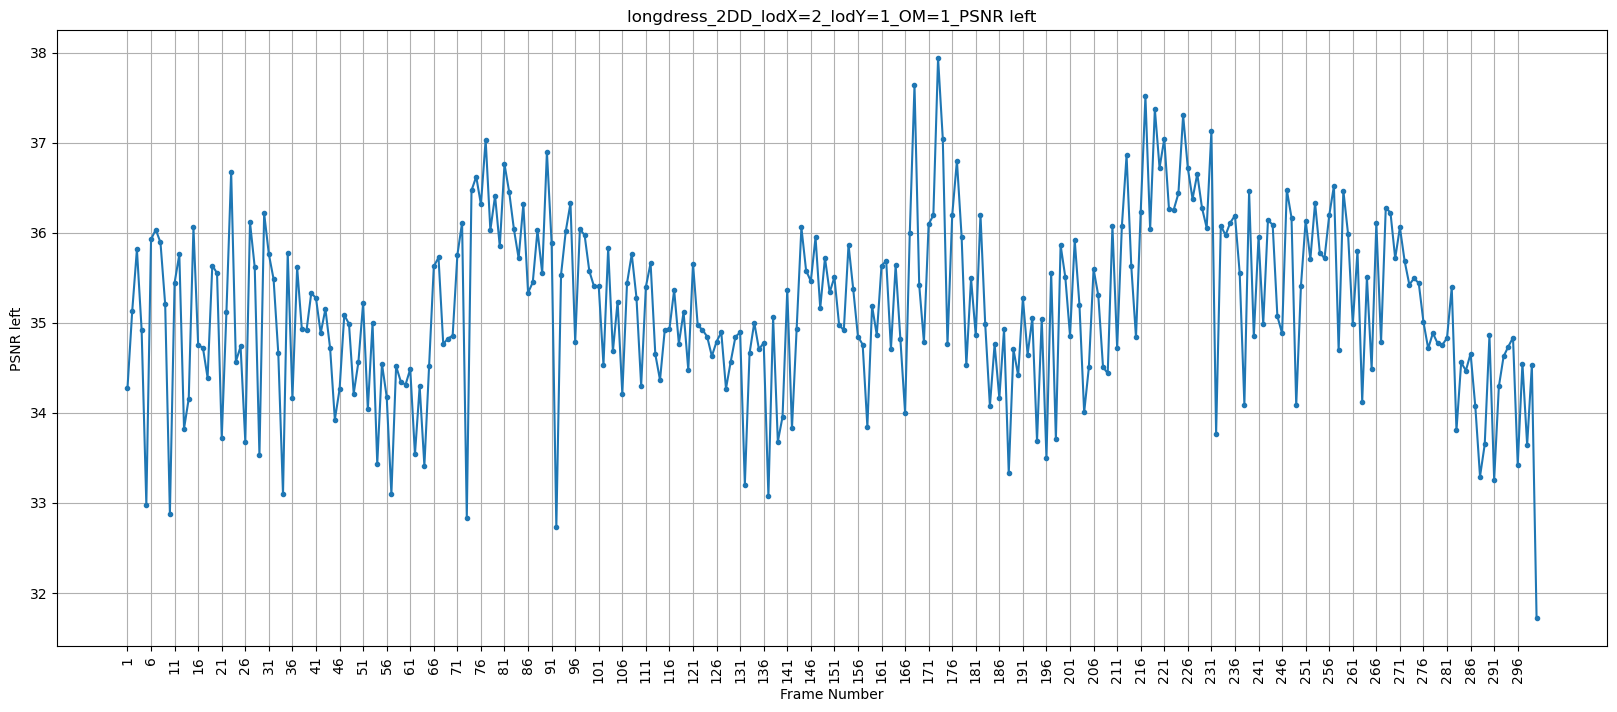 longdress_2DD_lodX=2_lodY=1_OM=1_PSNR left
38
37
36
35
34
33
32
PSNR left
1 6 11 16 21 26 31 36 41 46 51 56 61 66 71 76 81 86 91 96 101 106 111 116 121 126 131 136 141 146 151 156 161 166 171 176 181 186 191 196 201 206 211 216 221 226 231 236 241 246 251 256 261 266 271 276 281 286 291 296
Frame Number